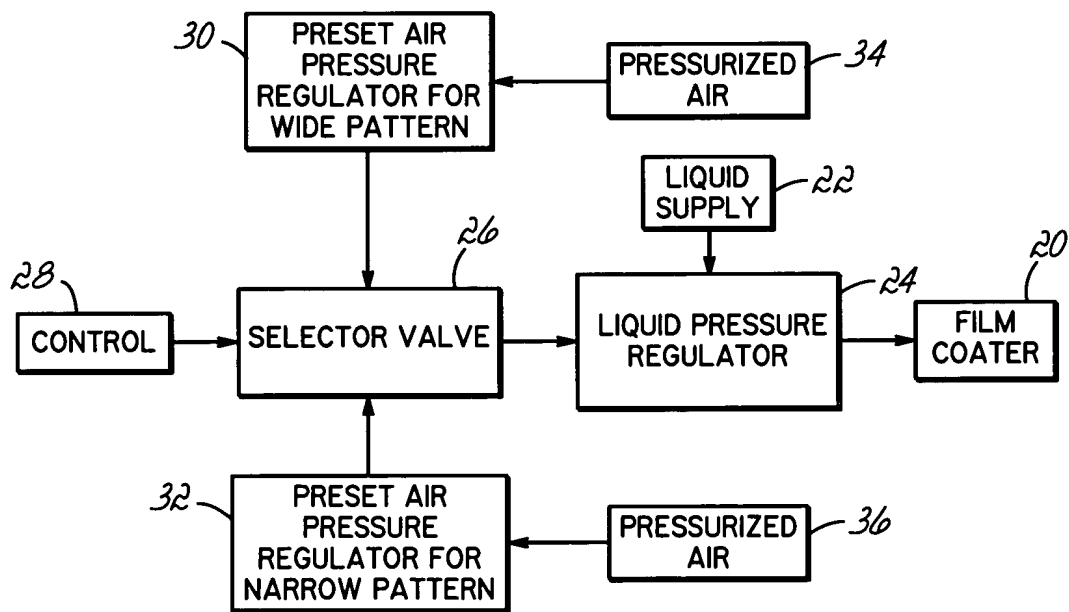 30
PRESET AIR
PRESSURE
REGULATOR FOR
WIDE PATTERN
PRESSURIZED
AIR
34
LIQUID
SUPPLY
22
28
CONTROL
26
SELECTOR VALVE
LIQUID PRESSURE
REGULATOR
24
20
FILM
COATER
32
PRESET AIR
PRESSURE
REGULATOR FOR
NARROW PATTERN
PRESSURIZED
AIR
36